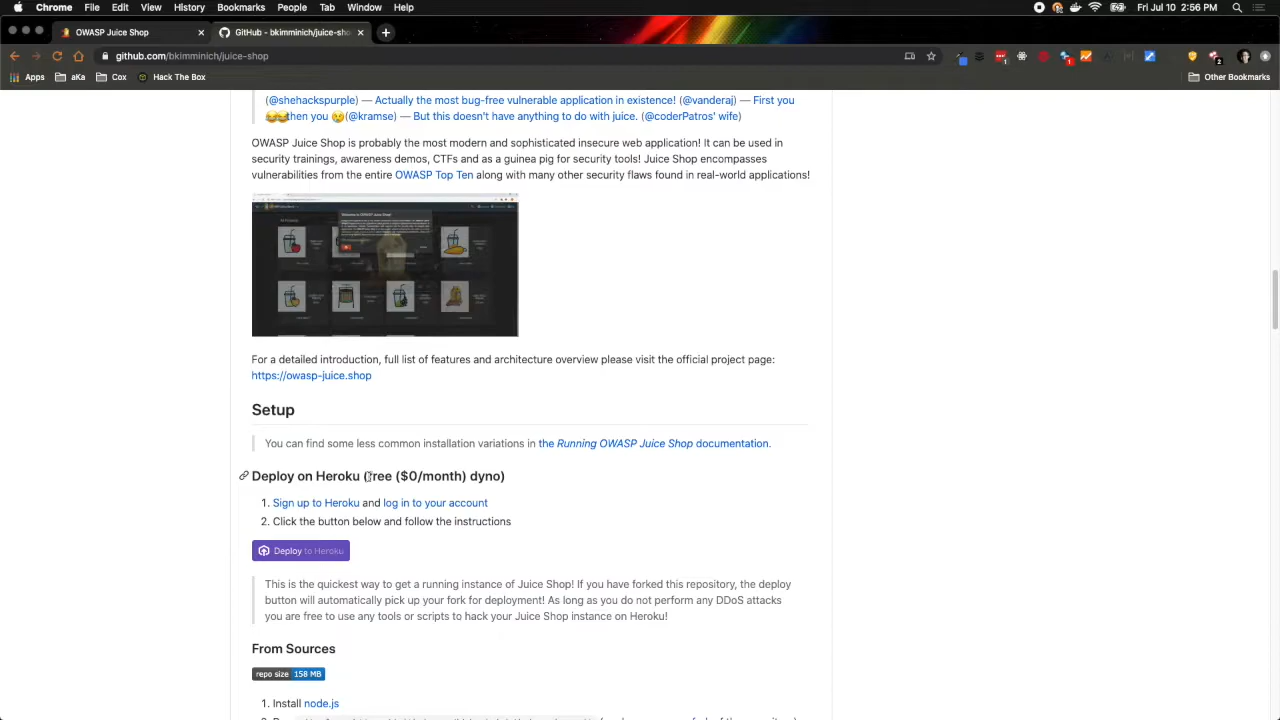 Chrome File Edit View History Bookmarks People Tab Window Help Fri Jul 10 2:56 PM
OWASP Juice Shop × GitHub - bkimminich/juice-sho ×
github.com/bkimminich/juice-shop
Apps aKa Cox Hack The Box Other Bookmarks
(@shehackspurple) — Actually the most bug-free vulnerable application in existence! (@vanderaj) — First you
😂😂then you 😢(@kramse) — But this doesn't have anything to do with juice. (@coderPatros' wife)
OWASP Juice Shop is probably the most modern and sophisticated insecure web application! It can be used in
security trainings, awareness demos, CTFs and as a guinea pig for security tools! Juice Shop encompasses
vulnerabilities from the entire OWASP Top Ten along with many other security flaws found in real-world applications!
For a detailed introduction, full list of features and architecture overview please visit the official project page:
https://owasp-juice.shop
Setup
You can find some less common installation variations in the Running OWASP Juice Shop documentation.
Deploy on Heroku (free ($0/month) dyno)
1. Sign up to Heroku and log in to your account
2. Click the button below and follow the instructions
Deploy to Heroku
This is the quickest way to get a running instance of Juice Shop! If you have forked this repository, the deploy
button will automatically pick up your fork for deployment! As long as you do not perform any DDoS attacks
you are free to use any tools or scripts to hack your Juice Shop instance on Heroku!
From Sources
repo size 158 MB
1. Install node.js